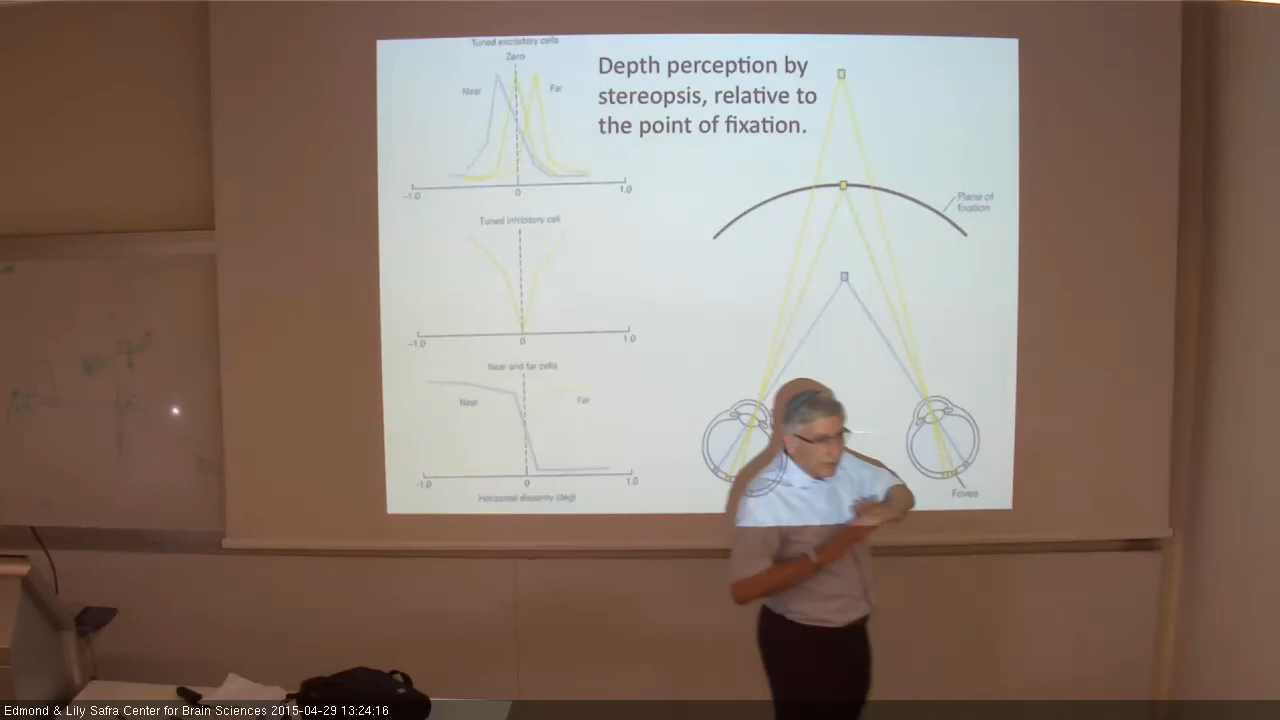 Tuned excitatory cells
Zero
Near
Far
-1.0
0
1.0
Tuned inhibitory cell
-1.0
0
1.0
Near and far cells
Near
Far
-1.0
0
1.0
Horizontal disparity (deg)
Depth perception by
stereopsis, relative to
the point of fixation.
Plane of
fixation
Fovea
Edmond & Lily Safra Center for Brain Sciences 2015-04-29 13:24:16